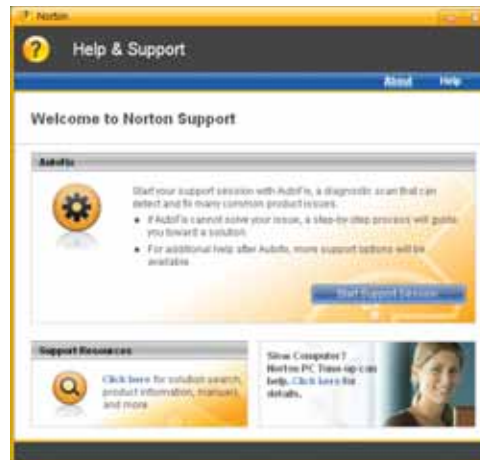 Norton
Help & Support
About Help
Welcome to Norton Support
Autofix
Start your support session with Autofix, a diagnostic scan that can
detect and fix many common product issues.
If Autofix cannot solve your issue, a step-by-step process will guide
you toward a solution.
For additional help after Autofix, more support options will be
available.
Start Support Session
Support Resources
Click here for solution search,
product information, manuals,
and more
Slow Computer?
Norton PC Tune-up can
help. Click here for
details.